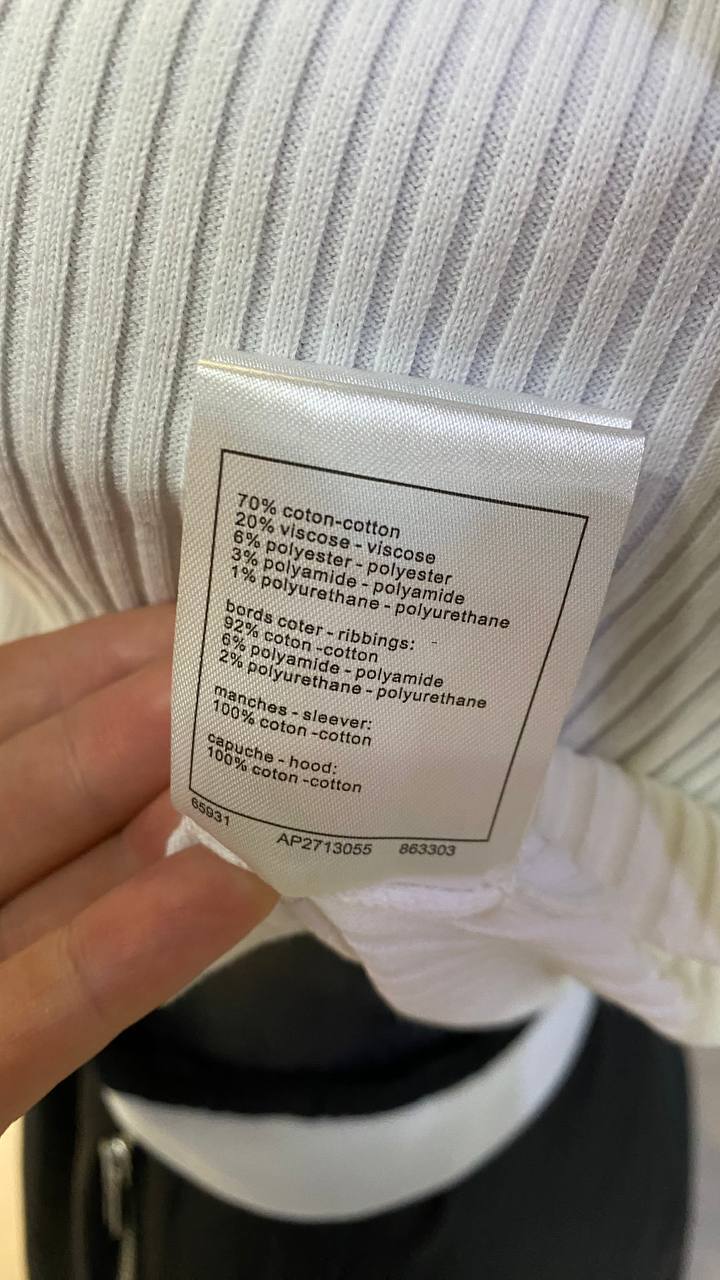 70% coton-cotton
20% viscose - viscose
6% polyester - polyester
3% polyamide - polyamide
1% polyurethane - polyurethane
bords coter - ribbings: -
92% coton -cotton
6% polyamide - polyamide
2% polyurethane - polyurethane
manches - sleever:
100% coton -cotton
capuche - hood:
100% coton -cotton
65931 AP2713055 863303